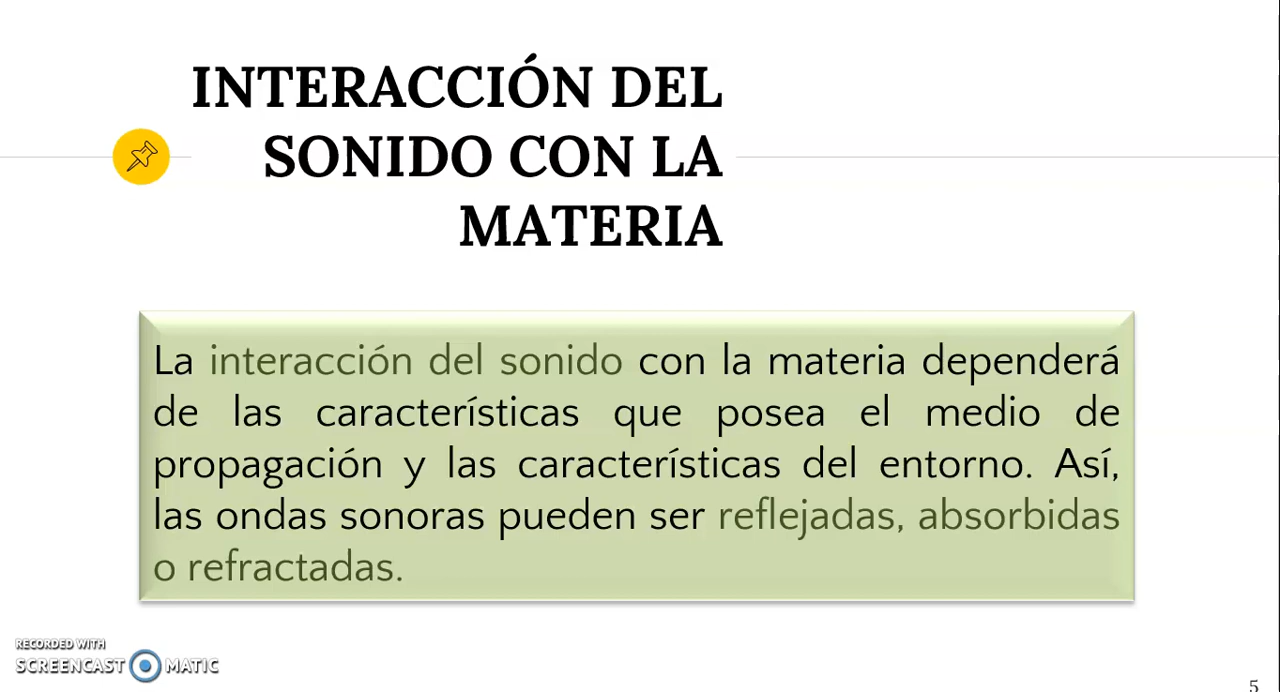 INTERACCIÓN DEL
SONIDO CON LA
MATERIA
La interacción del sonido con la materia dependerá
de las características que posea el medio de
propagación y las características del entorno. Así,
las ondas sonoras pueden ser reflejadas, absorbidas
o refractadas.
RECORDED WITH
SCREENCAST MATIC
5